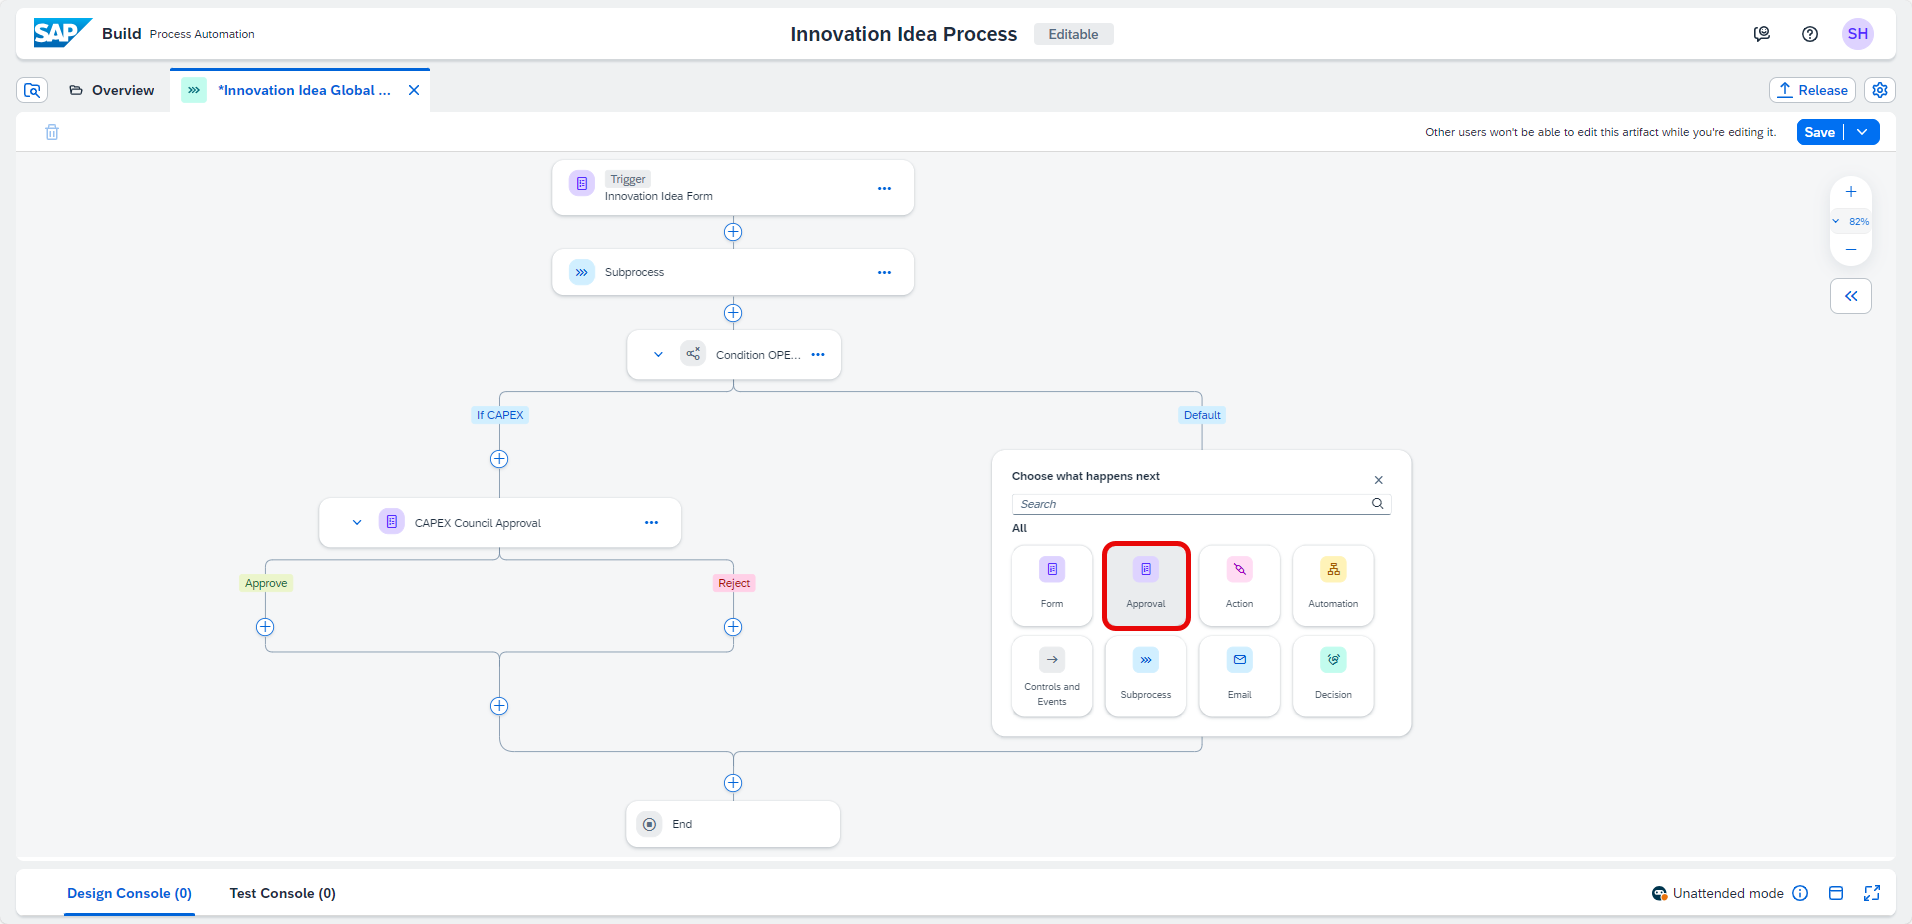 SAP Build Process Automation
Innovation Idea Process Editable
SH
Overview
*Innovation Idea Global ...
Release
Other users won't be able to edit this artifact while you're editing it.
Save
Trigger
Innovation Idea Form
82%
Subprocess
Condition OPE...
If CAPEX
Default
Choose what happens next
Search
All
CAPEX Council Approval
Form
Approval
Action
Automation
Approve
Reject
Controls and
Events
Subprocess
Email
Decision
End
Design Console (0)
Test Console (0)
Unattended mode